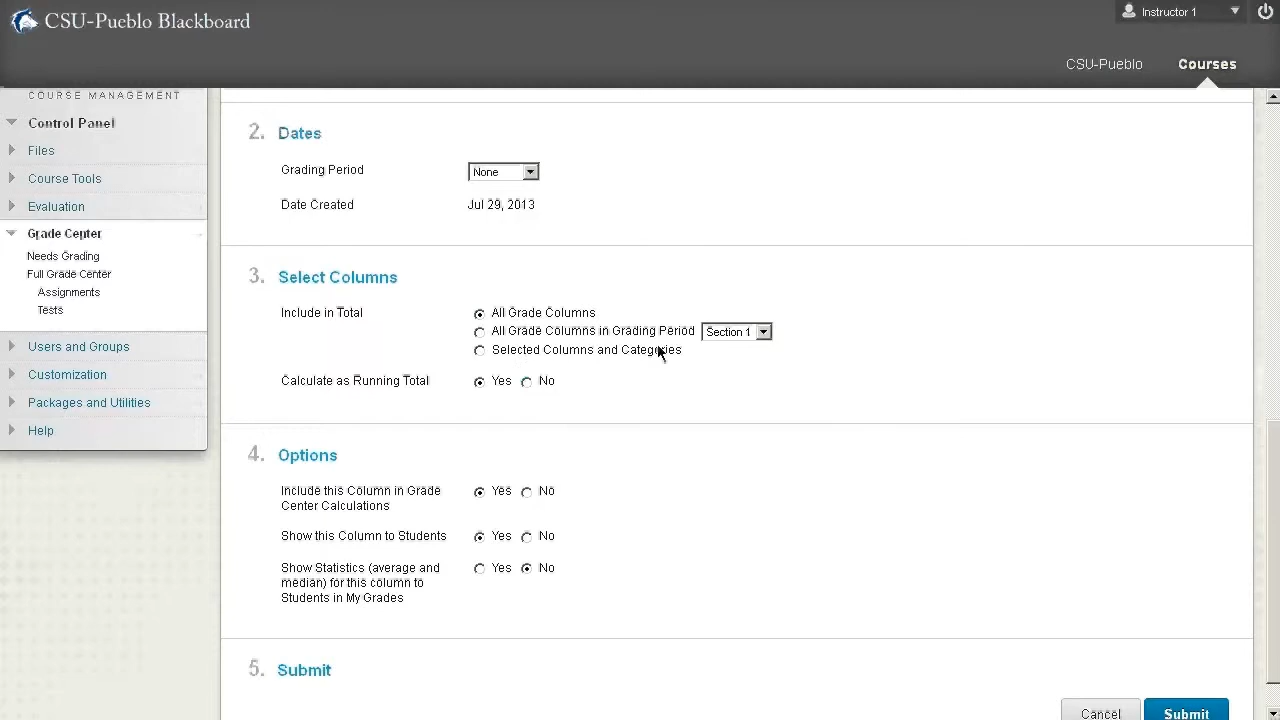 CSU-Pueblo Blackboard
Instructor 1
CSU-Pueblo
Courses
COURSE MANAGEMENT
Control Panel
Files
Course Tools
Evaluation
Grade Center
Needs Grading
Full Grade Center
Assignments
Tests
Users and Groups
Customization
Packages and Utilities
Help
2. Dates
Grading Period None
Date Created Jul 29, 2013
3. Select Columns
Include in Total All Grade Columns
All Grade Columns in Grading Period Section 1
Selected Columns and Categories
Calculate as Running Total Yes No
4. Options
Include this Column in Grade
Center Calculations Yes No
Show this Column to Students Yes No
Show Statistics (average and
median) for this column to
Students in My Grades Yes No
5. Submit
Cancel Submit